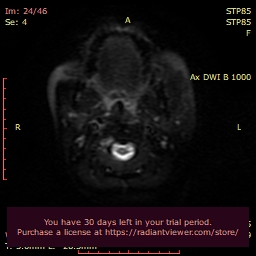 Im: 24/46
STP85
Se: 4
A
STP85
F
Ax DWI B 1000
R
L
You have 30 days left in your trial period.
Purchase a license at https://radiantviewer.com/store/